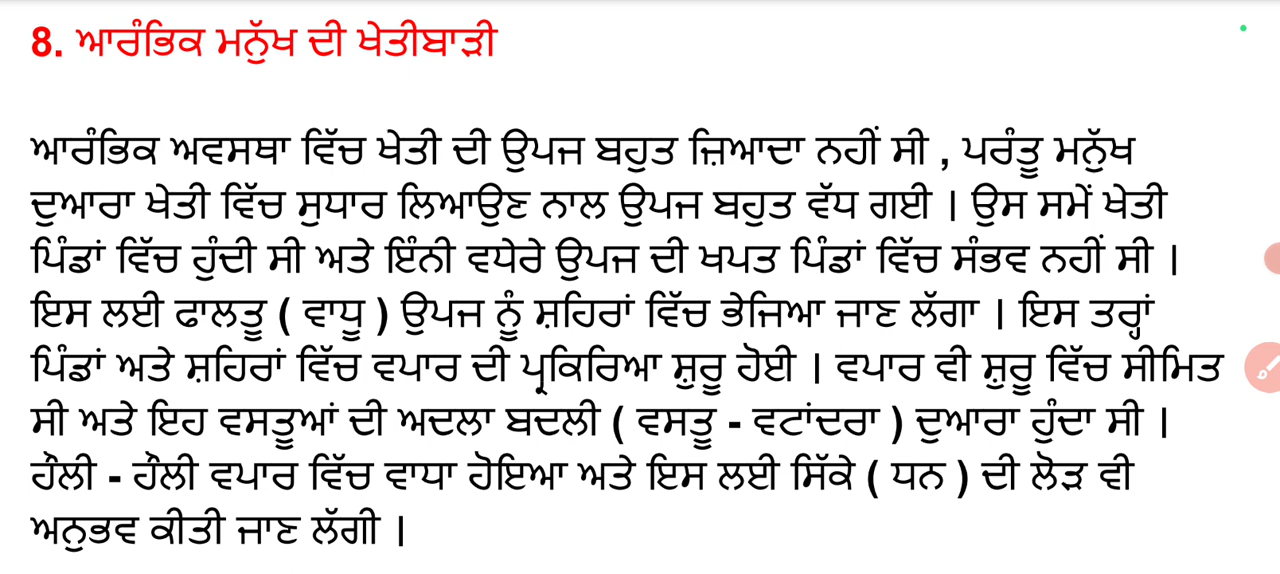 8. ਆਰੰਭਿਕ ਮਨੁੱਖ ਦੀ ਖੇਤੀਬਾੜੀ
ਆਰੰਭਿਕ ਅਵਸਥਾ ਵਿੱਚ ਖੇਤੀ ਦੀ ਉਪਜ ਬਹੁਤ ਜ਼ਿਆਦਾ ਨਹੀਂ ਸੀ , ਪਰੰਤੂ ਮਨੁੱਖ
ਦੁਆਰਾ ਖੇਤੀ ਵਿੱਚ ਸੁਧਾਰ ਲਿਆਉਣ ਨਾਲ ਉਪਜ ਬਹੁਤ ਵੱਧ ਗਈ । ਉਸ ਸਮੇਂ ਖੇਤੀ
ਪਿੰਡਾਂ ਵਿੱਚ ਹੁੰਦੀ ਸੀ ਅਤੇ ਇੰਨੀ ਵਧੇਰੇ ਉਪਜ ਦੀ ਖਪਤ ਪਿੰਡਾਂ ਵਿੱਚ ਸੰਭਵ ਨਹੀਂ ਸੀ ।
ਇਸ ਲਈ ਫਾਲਤੂ ( ਵਾਧੂ ) ਉਪਜ ਨੂੰ ਸ਼ਹਿਰਾਂ ਵਿੱਚ ਭੇਜਿਆ ਜਾਣ ਲੱਗਾ । ਇਸ ਤਰ੍ਹਾਂ
ਪਿੰਡਾਂ ਅਤੇ ਸ਼ਹਿਰਾਂ ਵਿੱਚ ਵਪਾਰ ਦੀ ਪ੍ਰਕਿਰਿਆ ਸ਼ੁਰੂ ਹੋਈ । ਵਪਾਰ ਵੀ ਸ਼ੁਰੂ ਵਿੱਚ ਸੀਮਿਤ
ਸੀ ਅਤੇ ਇਹ ਵਸਤੂਆਂ ਦੀ ਅਦਲਾ ਬਦਲੀ ( ਵਸਤੂ - ਵਟਾਂਦਰਾ ) ਦੁਆਰਾ ਹੁੰਦਾ ਸੀ ।
ਹੌਲੀ - ਹੌਲੀ ਵਪਾਰ ਵਿੱਚ ਵਾਧਾ ਹੋਇਆ ਅਤੇ ਇਸ ਲਈ ਸਿੱਕੇ ( ਧਨ ) ਦੀ ਲੋੜ ਵੀ
ਅਨੁਭਵ ਕੀਤੀ ਜਾਣ ਲੱਗੀ ।